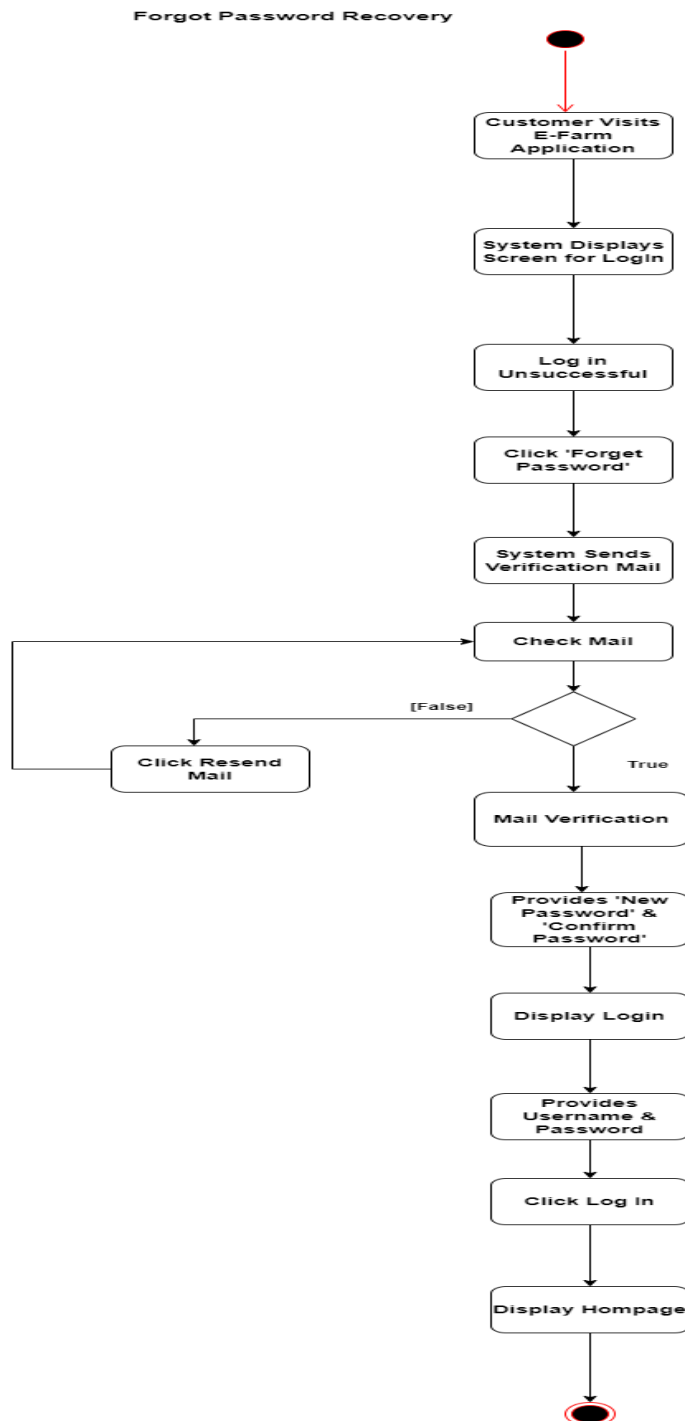 Forgot Password Recovery
Customer Visits
E-Farm
Application
System Displays
Screen for LogIn
Log in
Unsuccessful
Click 'Forget
Password'
System Sends
Verification Mail
Check Mail
[False]
Click Resend
Mail
True
Mail Verification
Provides 'New
Password' &
'Confirm
Password'
Display Login
Provides
Username &
Password
Click Log In
Display Hompage